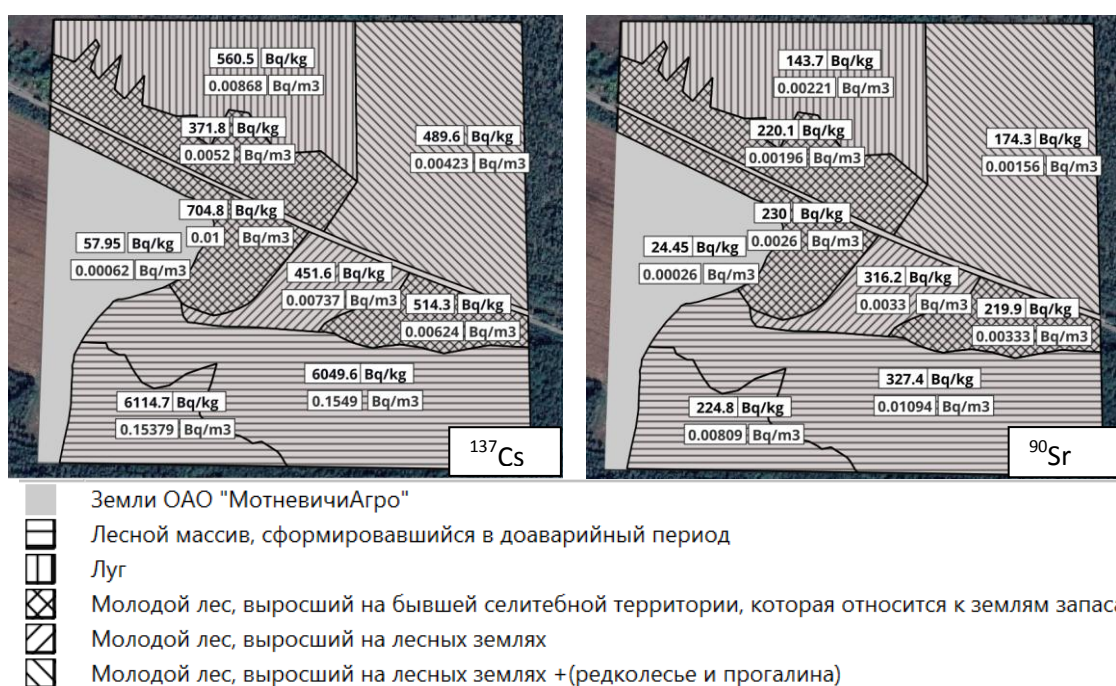 560.5 Bq/kg
0.00868 Bq/m3
371.8 Bq/kg
0.0052 Bq/m3
489.6 Bq/kg
0.00423 Bq/m3
704.8 Bq/kg
0.01 Bq/m3
57.95 Bq/kg
0.00062 Bq/m3
451.6 Bq/kg
0.00737 Bq/m3
514.3 Bq/kg
0.00624 Bq/m3
6049.6 Bq/kg
0.1549 Bq/m3
6114.7 Bq/kg
0.15379 Bq/m3
137Cs
143.7 Bq/kg
0.00221 Bq/m3
220.1 Bq/kg
0.00196 Bq/m3
174.3 Bq/kg
0.00156 Bq/m3
230 Bq/kg
0.0026 Bq/m3
24.45 Bq/kg
0.00026 Bq/m3
316.2 Bq/kg
0.0033 Bq/m3
219.9 Bq/kg
0.00333 Bq/m3
327.4 Bq/kg
0.01094 Bq/m3
224.8 Bq/kg
0.00809 Bq/m3
90Sr
Земли ОАО "МотневичиАгро"
Лесной массив, сформировавшийся в доаварийный период
Луг
Молодой лес, выросший на бывшей селитебной территории, которая относится к землям запаса
Молодой лес, выросший на лесных землях
Молодой лес, выросший на лесных землях +(редколесье и прогалина)